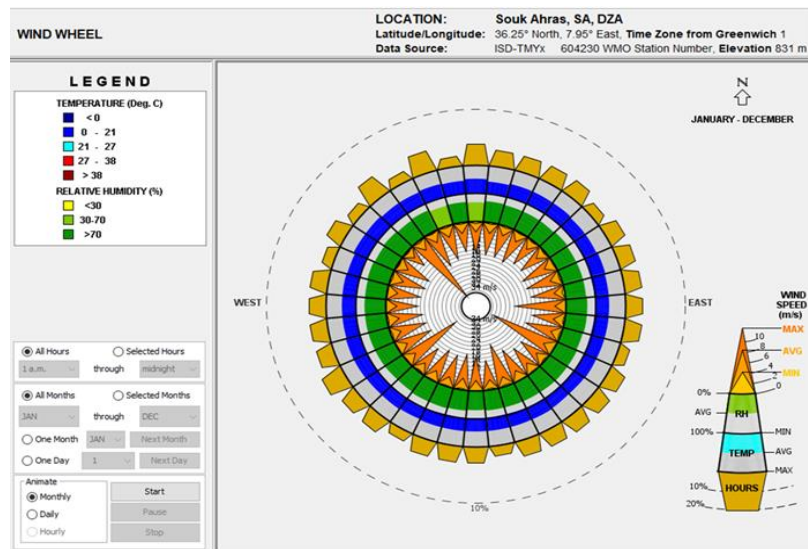 WIND WHEEL
LOCATION: Souk Ahras, SA, DZA
Latitude/Longitude: 36.25° North, 7.95° East, Time Zone from Greenwich 1
Data Source: ISD-TMYx 604230 WMO Station Number, Elevation 831 m
LEGEND
TEMPERATURE (Deg. C)
< 0
0 - 21
21 - 27
27 - 38
> 38
RELATIVE HUMIDITY (%)
<30
30-70
>70
All Hours Selected Hours
1 a.m. through midnight
All Months Selected Months
JAN through DEC
One Month JAN Next Month
One Day 1 Next Day
Animate
Monthly Start
Daily Pause
Hourly Stop
N
JANUARY - DECEMBER
WEST
EAST
m/s
m/s
10%
WIND
SPEED
(m/s)
MAX
10
8
AVG
6
4
MIN
2
0
0%
AVG RH
100% MIN
TEMP AVG
MAX
10% HOURS
20%